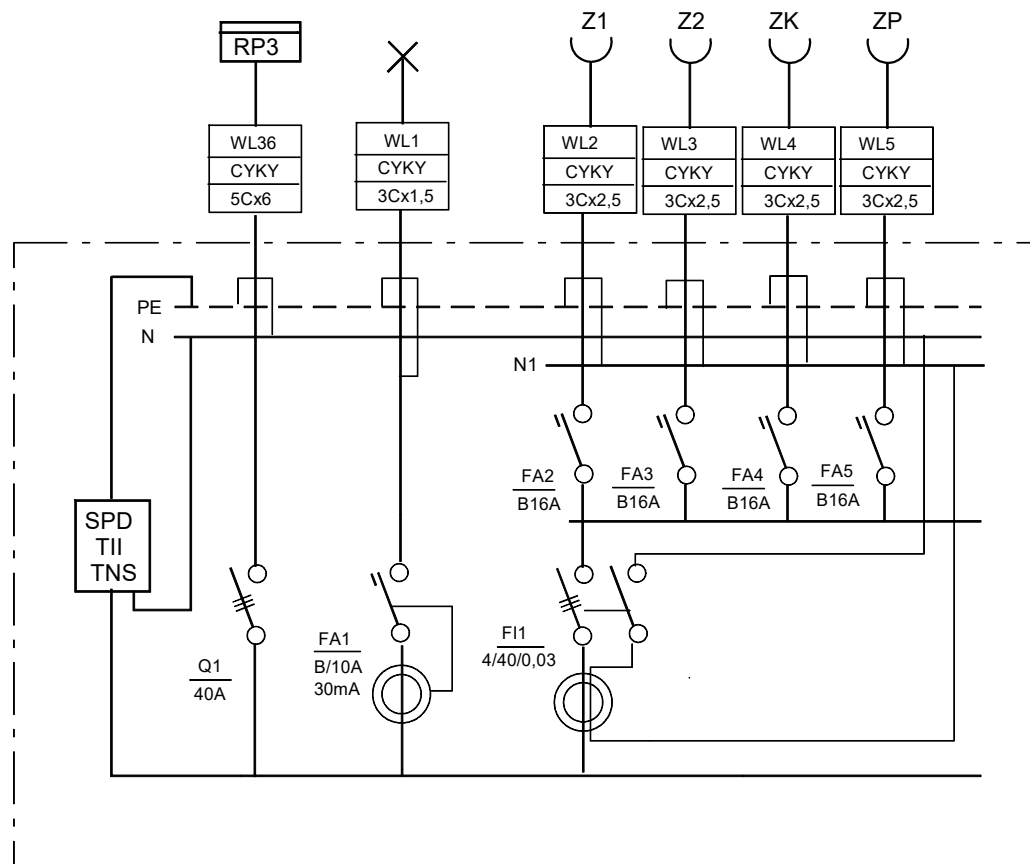 Z1 Z2 ZK ZP
RP3
WL36
CYKY
5Cx6
WL1
CYKY
3Cx1,5
WL2
CYKY
3Cx2,5
WL3
CYKY
3Cx2,5
WL4
CYKY
3Cx2,5
WL5
CYKY
3Cx2,5
PE
N
N1
FA2
B16A
FA3
B16A
FA4
B16A
FA5
B16A
SPD
TII
TNS
Q1
40A
FA1
B/10A
30mA
FI1
4/40/0,03